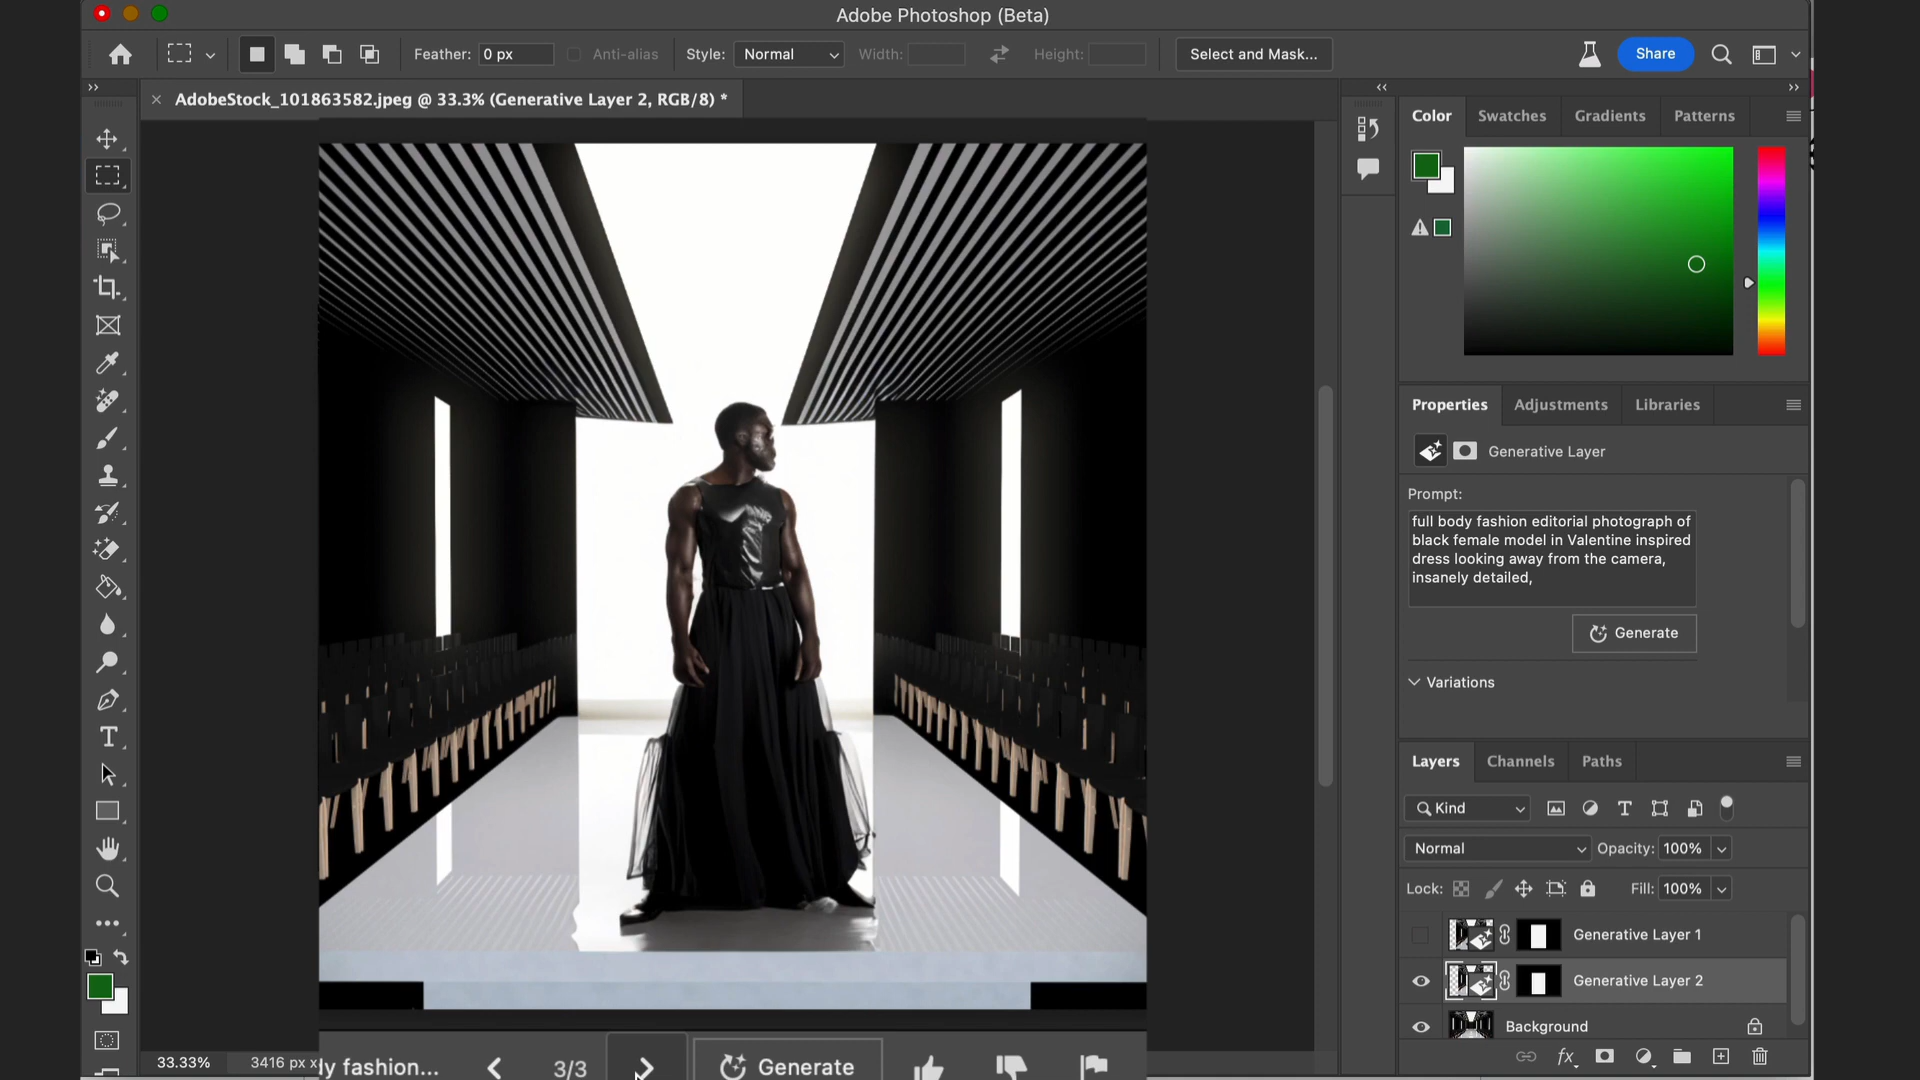 Adobe Photoshop (Beta)
Feather: 0 px Anti-alias Style: Normal Width: Height: Select and Mask... Share
AdobeStock_101863582.jpeg @ 33.3% (Generative Layer 2, RGB/8) *
Color Swatches Gradients Patterns
Properties Adjustments Libraries
Generative Layer
Prompt:
full body fashion editorial photograph of
black female model in Valentine inspired
dress looking away from the camera,
insanely detailed,
Generate
Variations
Layers Channels Paths
Kind
Normal Opacity: 100%
Lock: Fill: 100%
Generative Layer 1
Generative Layer 2
Background
33.33% 3416 px x
ly fashion... 3/3 Generate